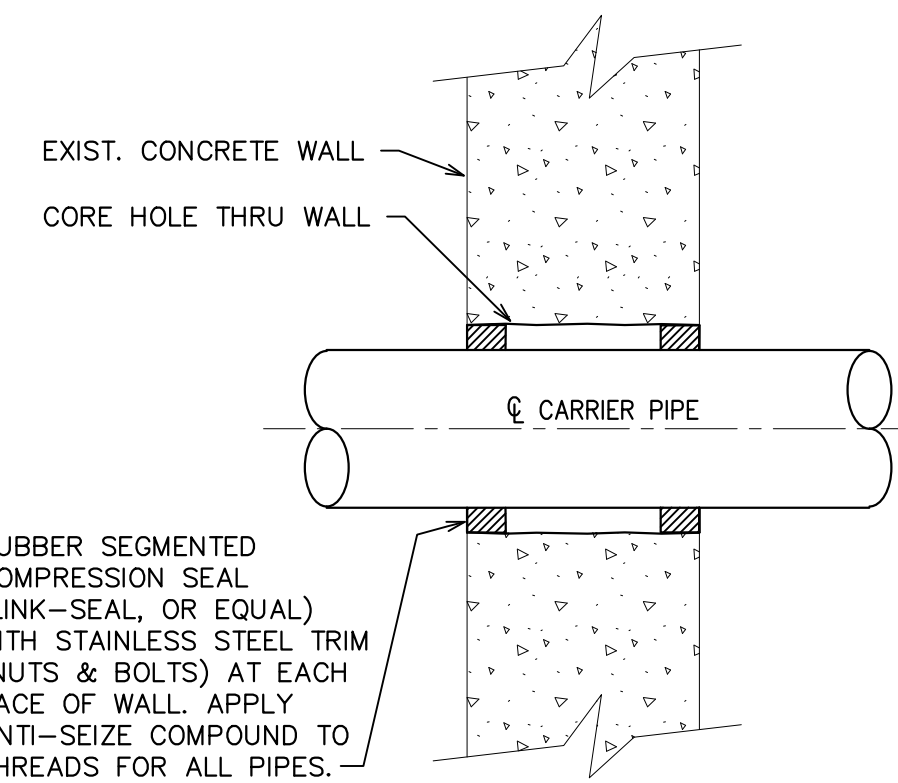 EXIST. CONCRETE WALL
CORE HOLE THRU WALL
℄ CARRIER PIPE
UBBER SEGMENTED
OMPRESSION SEAL
LINK-SEAL, OR EQUAL)
ITH STAINLESS STEEL TRIM
NUTS & BOLTS) AT EACH
ACE OF WALL. APPLY
NTI-SEIZE COMPOUND TO
HREADS FOR ALL PIPES.